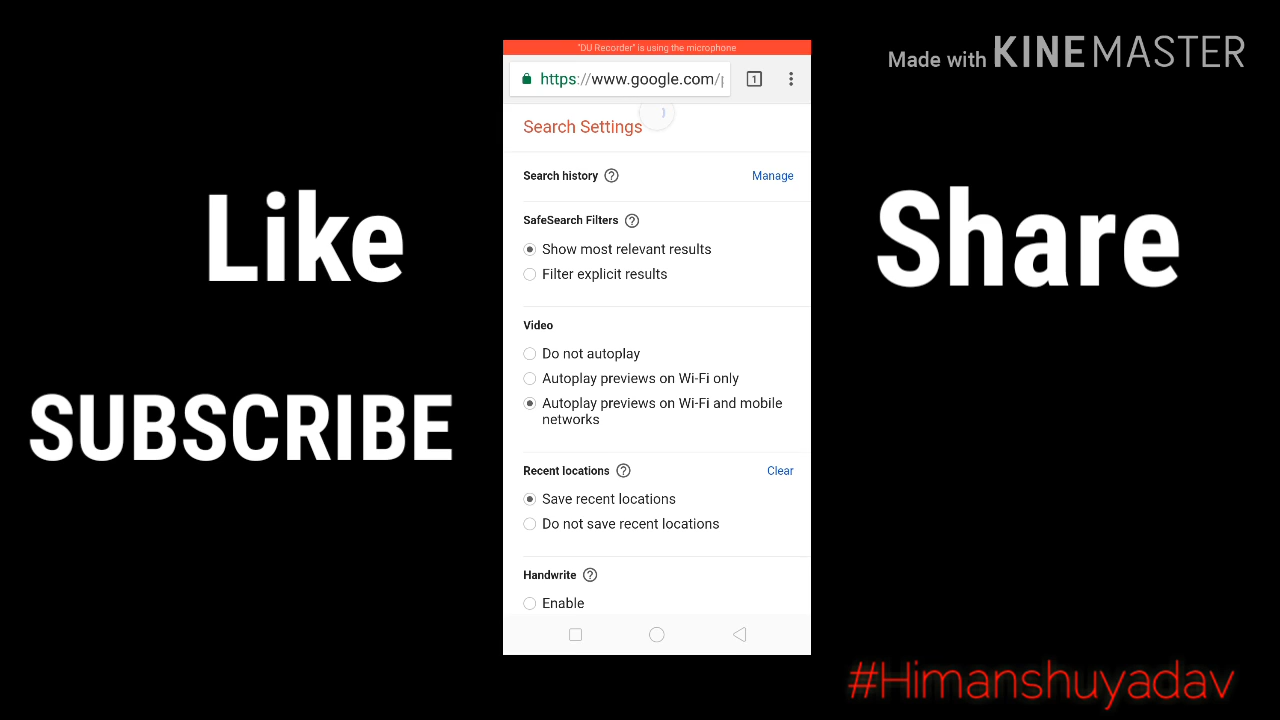 "DU Recorder" is using the microphone
Made with KINEMASTER
https://www.google.com/
1
Search Settings
Search history ?
Manage
SafeSearch Filters ?
Show most relevant results
Filter explicit results
Like
Share
Video
Do not autoplay
Autoplay previews on Wi-Fi only
Autoplay previews on Wi-Fi and mobile
networks
SUBSCRIBE
Recent locations ?
Clear
Save recent locations
Do not save recent locations
Handwrite ?
Enable
#Himanshuyadav